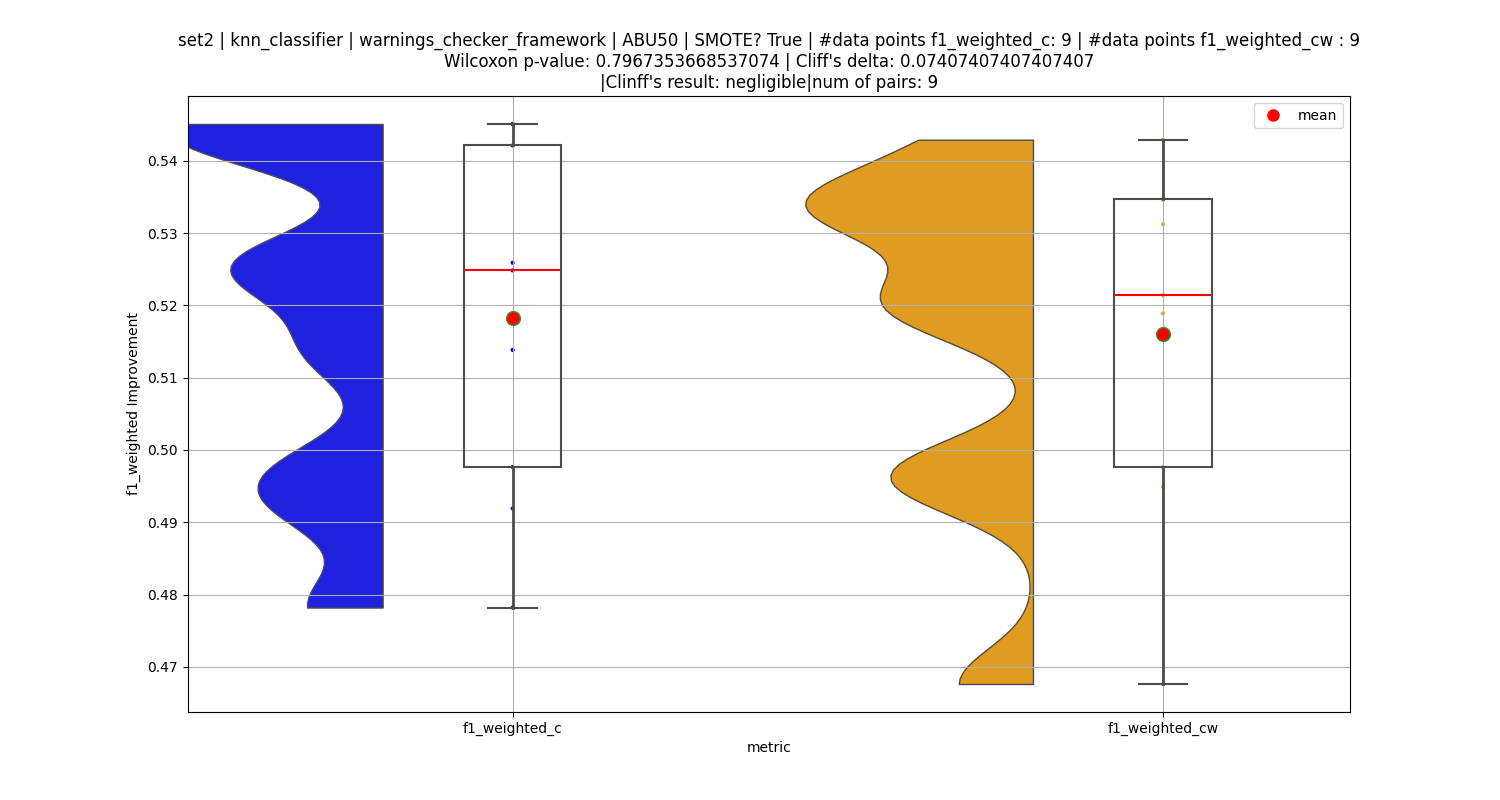 set2 | knn_classifier | warnings_checker_framework | ABU50 | SMOTE? True | #data points f1_weighted_c: 9 | #data points f1_weighted_cw : 9
Wilcoxon p-value: 0.7967353668537074 | Cliff's delta: 0.07407407407407407
|Clinff's result: negligible|num of pairs: 9
mean
0.54
0.53
0.52
0.51
0.50
0.49
0.48
0.47
f1_weighted Improvement
f1_weighted_c
f1_weighted_cw
metric